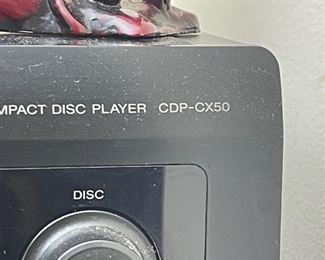 MPACT DISC PLAYER CDP-CX50
DISC